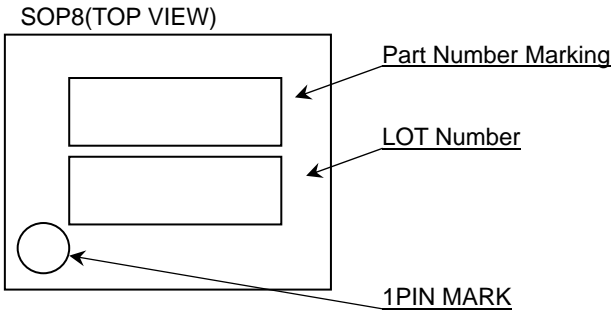 SOP8(TOP VIEW)
Part Number Marking
LOT Number
1PIN MARK